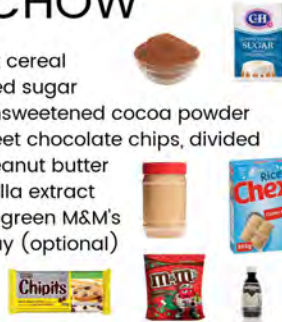 CHOW
cereal
ed sugar
nsweetened cocoa powder
eet chocolate chips, divided
eanut butter
lla extract
green M&M's
y (optional)
SUGAR
Rice
Chex
Chipits
m&m's